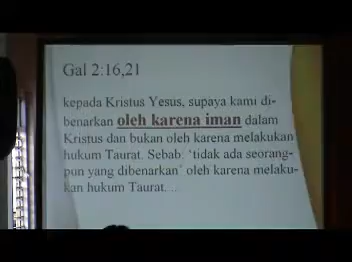 Gal 2:16,21
kepada Kristus Yesus, supaya kami di-
benarkan oleh karena iman dalam
Kristus dan bukan oleh karena melakukan
hukum Taurat. Sebab: ‘tidak ada seorang-
pun yang dibenarkan’ oleh karena melaku-
kan hukum Taurat....